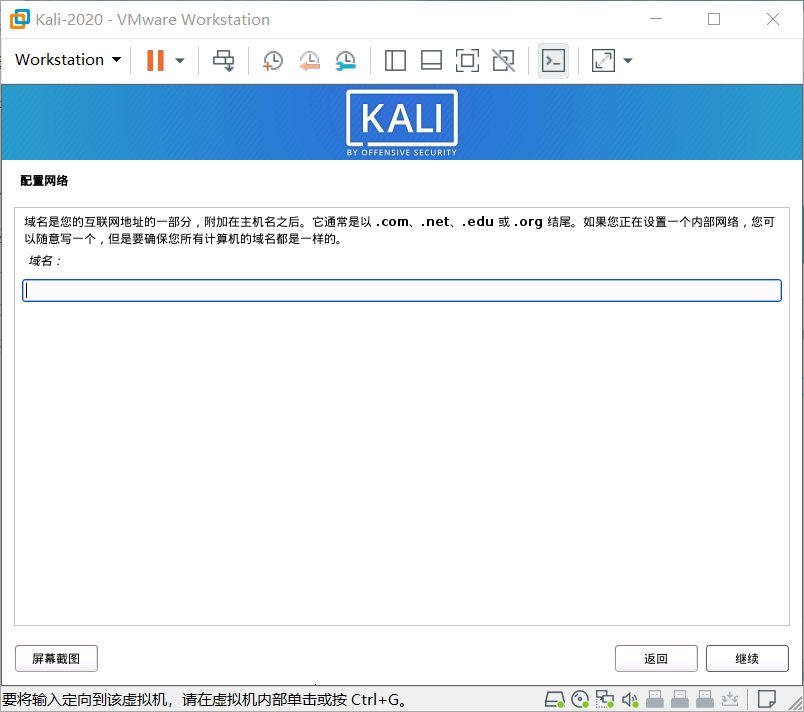 Kali-2020 - VMware Workstation
Workstation
KALI
BY OFFENSIVE SECURITY
配置网络
域名是您的互联网地址的一部分，附加在主机名之后。它通常是以 .com、.net、.edu 或 .org 结尾。如果您正在设置一个内部网络，您可
以随意写一个，但是要确保您所有计算机的域名都是一样的。
域名：
屏幕截图 返回 继续
要将输入定向到该虚拟机，请在虚拟机内部单击或按 Ctrl+G。